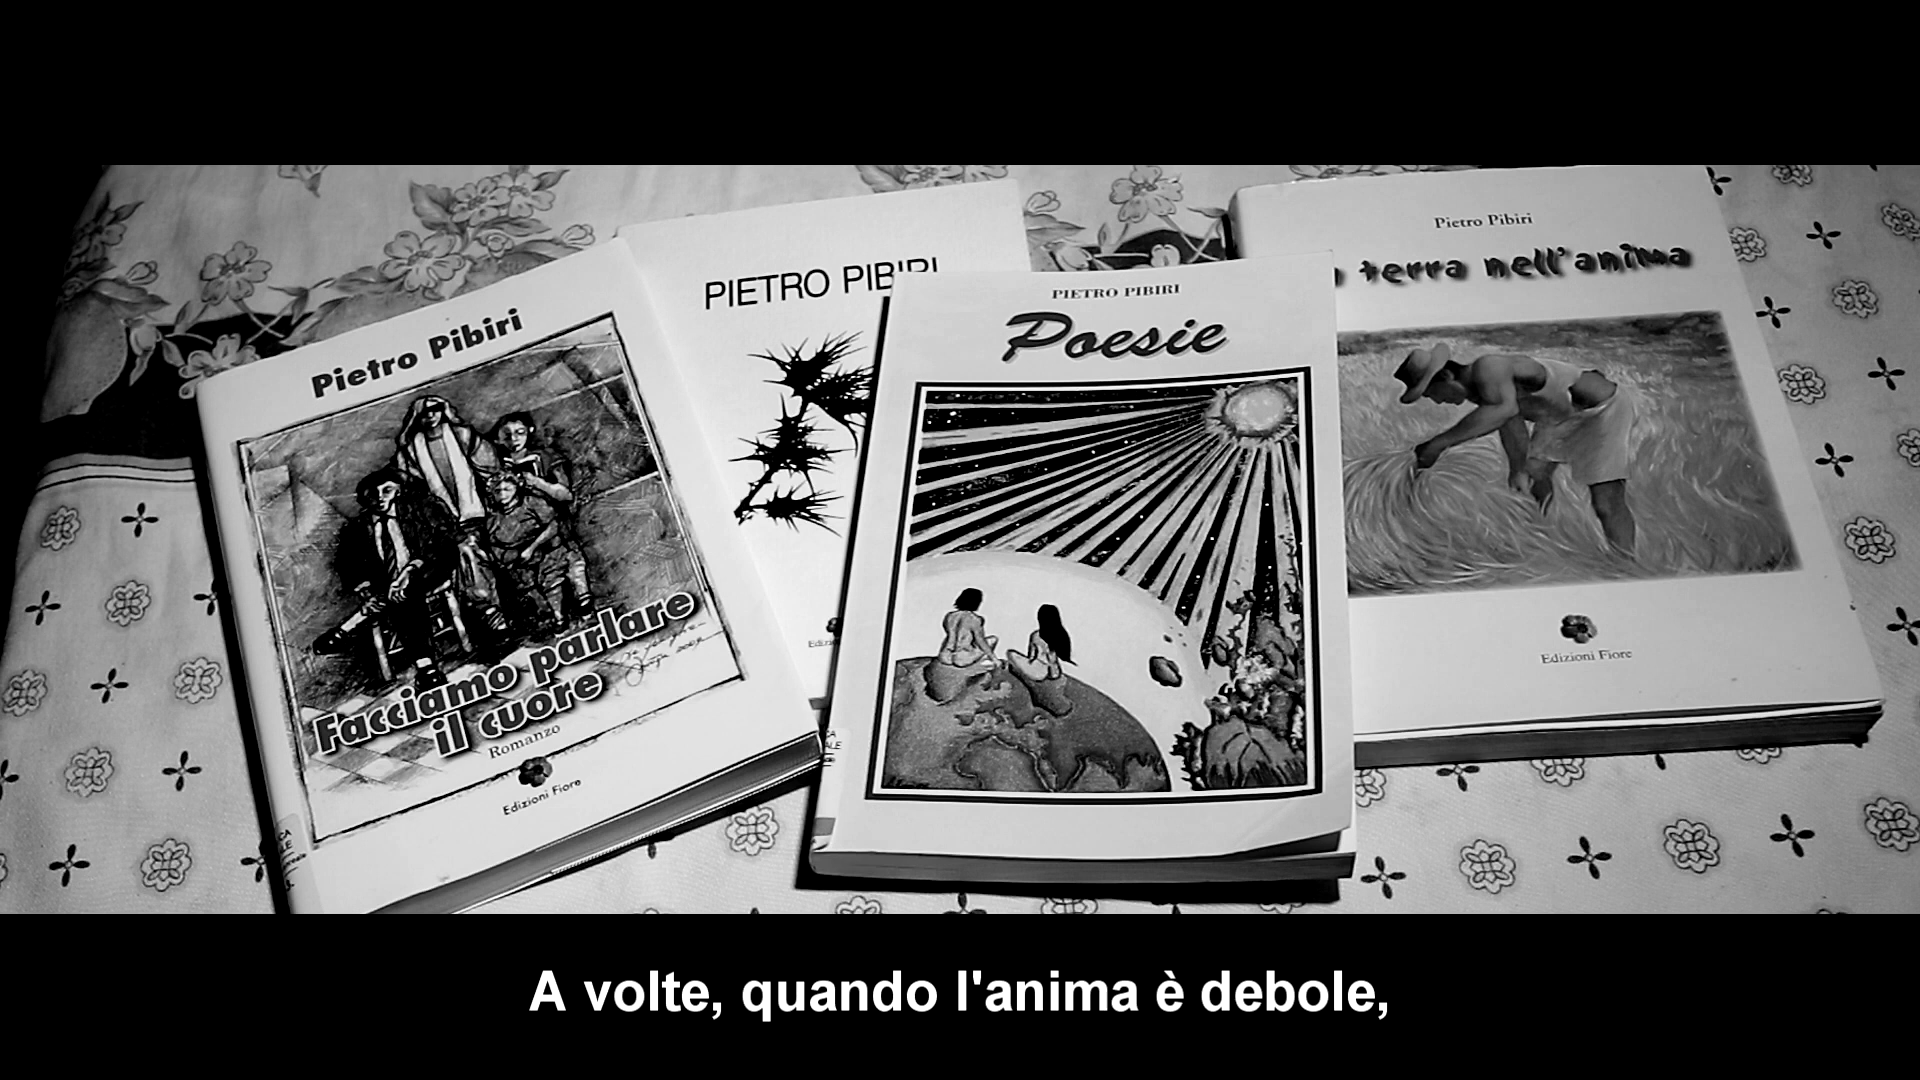 Pietro Pibiri
Facciamo parlare
il cuore
Romanzo
Edizioni Fiore
PIETRO PIBIRI
PIETRO PIBIRI
Poesie
Pietro Pibiri
terra nell'anima
Edizioni Fiore
A volte, quando l'anima è debole,